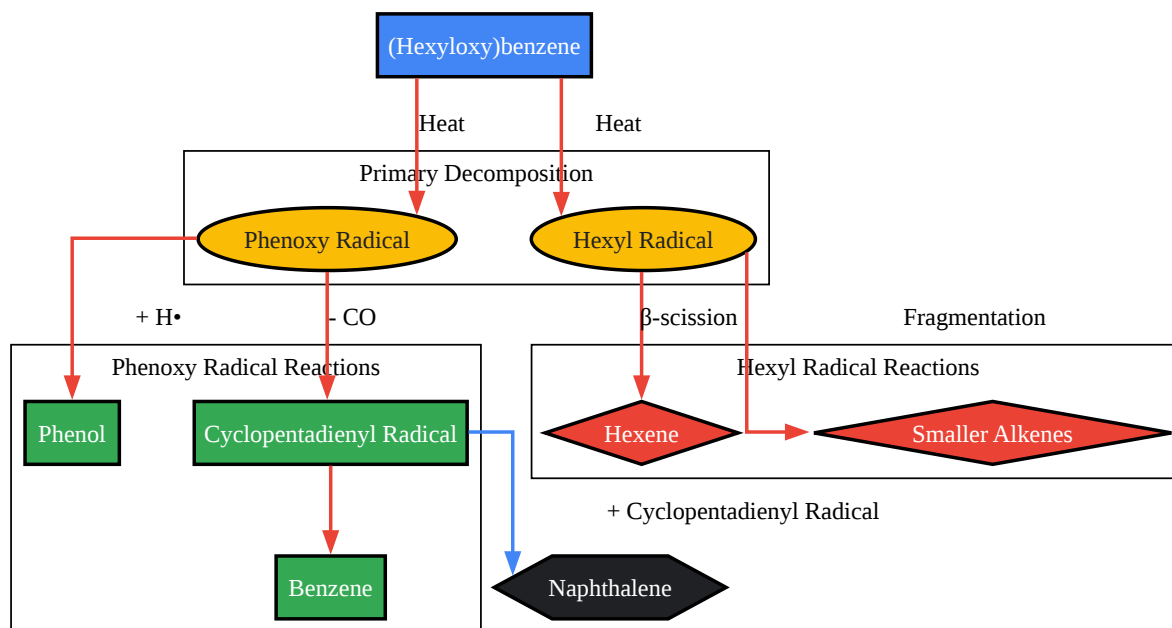 (Hexyloxy)benzene
Heat
Heat
Primary Decomposition
Phenoxy Radical
Hexyl Radical
+ H•
- CO
β-scission
Fragmentation
Phenoxy Radical Reactions
Hexyl Radical Reactions
Phenol
Cyclopentadienyl Radical
Hexene
Smaller Alkenes
+ Cyclopentadienyl Radical
Benzene
Naphthalene